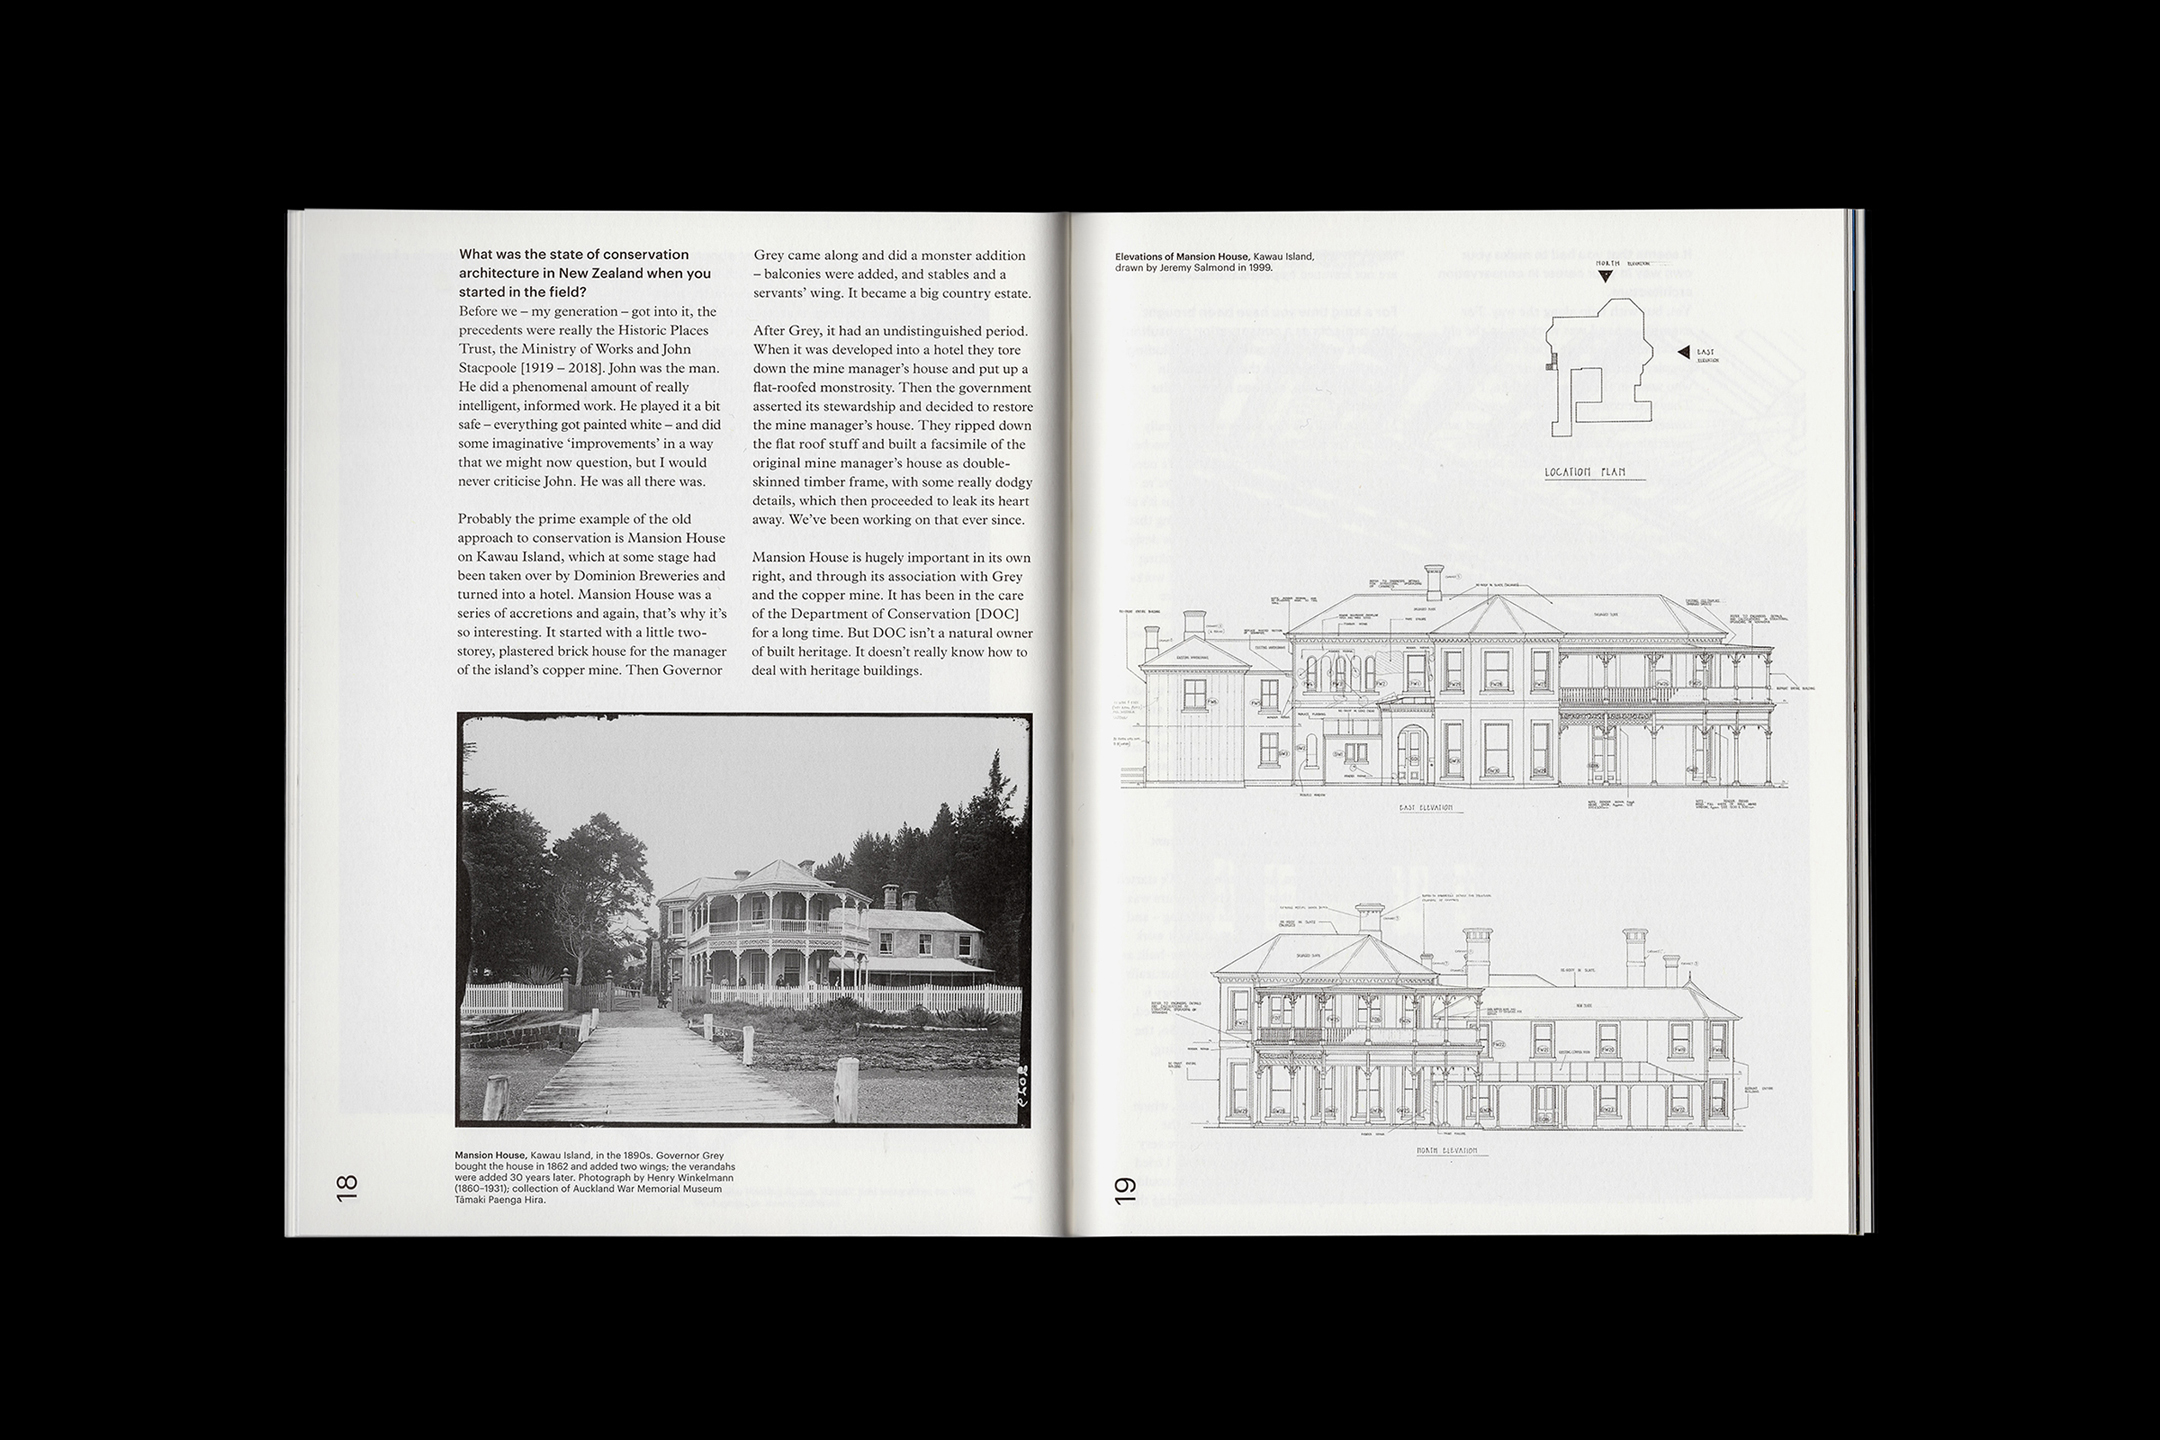 What was the state of conservation
architecture in New Zealand when you
started in the field?
Before we – my generation – got into it, the
precedents were really the Historic Places
Trust, the Ministry of Works and John
Stacpoole [1919 – 2018]. John was the man.
He did a phenomenal amount of really
intelligent, informed work. He played it a bit
safe – everything got painted white – and did
some imaginative ‘improvements’ in a way
that we might now question, but I would
never criticise John. He was all there was.
Probably the prime example of the old
approach to conservation is Mansion House
on Kawau Island, which at some stage had
been taken over by Dominion Breweries and
turned into a hotel. Mansion House was a
series of accretions and again, that’s why it’s
so interesting. It started with a little two-
storey, plastered brick house for the manager
of the island’s copper mine. Then Governor
Grey came along and did a monster addition
– balconies were added, and stables and a
servants’ wing. It became a big country estate.
After Grey, it had an undistinguished period.
When it was developed into a hotel they tore
down the mine manager’s house and put up a
flat-roofed monstrosity. Then the government
asserted its stewardship and decided to restore
the mine manager’s house. They ripped down
the flat roof stuff and built a facsimile of the
original mine manager’s house as double-
skinned timber frame, with some really dodgy
details, which then proceeded to leak its heart
away. We’ve been working on that ever since.
Mansion House is hugely important in its own
right, and through its association with Grey
and the copper mine. It has been in the care
of the Department of Conservation [DOC]
for a long time. But DOC isn’t a natural owner
of built heritage. It doesn’t really know how to
deal with heritage buildings.
Mansion House, Kawau Island, in the 1890s. Governor Grey
bought the house in 1862 and added two wings; the verandahs
were added 30 years later. Photograph by Henry Winkelmann
(1860–1931); collection of Auckland War Memorial Museum
Tāmaki Paenga Hira.
18
Elevations of Mansion House, Kawau Island,
drawn by Jeremy Salmond in 1999.
NORTH ELEVATION
EAST
ELEVATION
LOCATION PLAN
EAST ELEVATION
NORTH ELEVATION
19